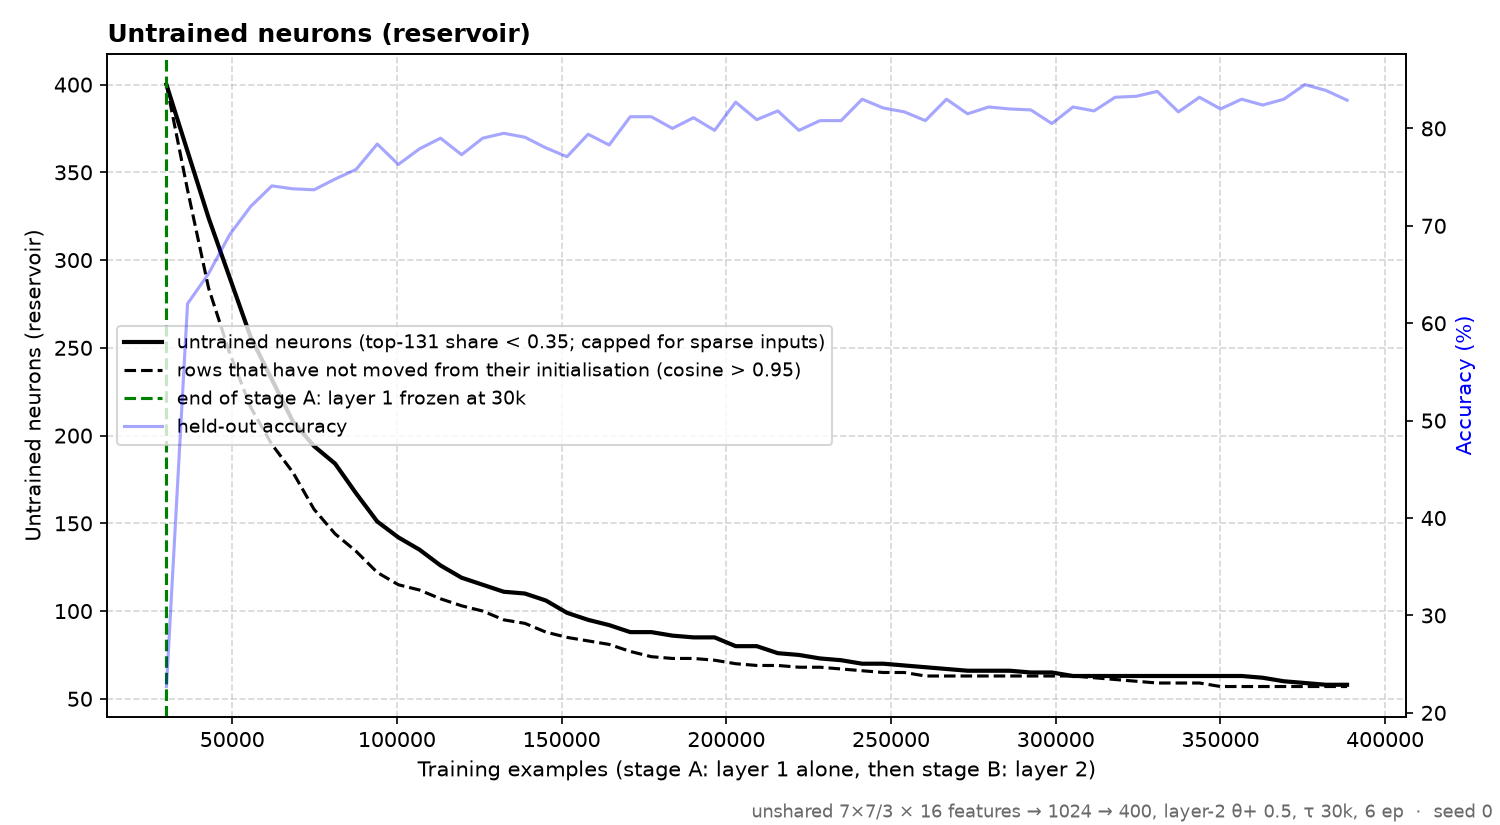 Untrained neurons (reservoir)
400
350
300
250
200
150
100
50
Untrained neurons (reservoir)
untrained neurons (top-131 share < 0.35; capped for sparse inputs)
rows that have not moved from their initialisation (cosine > 0.95)
end of stage A: layer 1 frozen at 30k
held-out accuracy
80
70
60
50
40
30
20
Accuracy (%)
50000 100000 150000 200000 250000 300000 350000 400000
Training examples (stage A: layer 1 alone, then stage B: layer 2)
unshared 7×7/3 × 16 features → 1024 → 400, layer-2 θ+ 0.5, τ 30k, 6 ep · seed 0